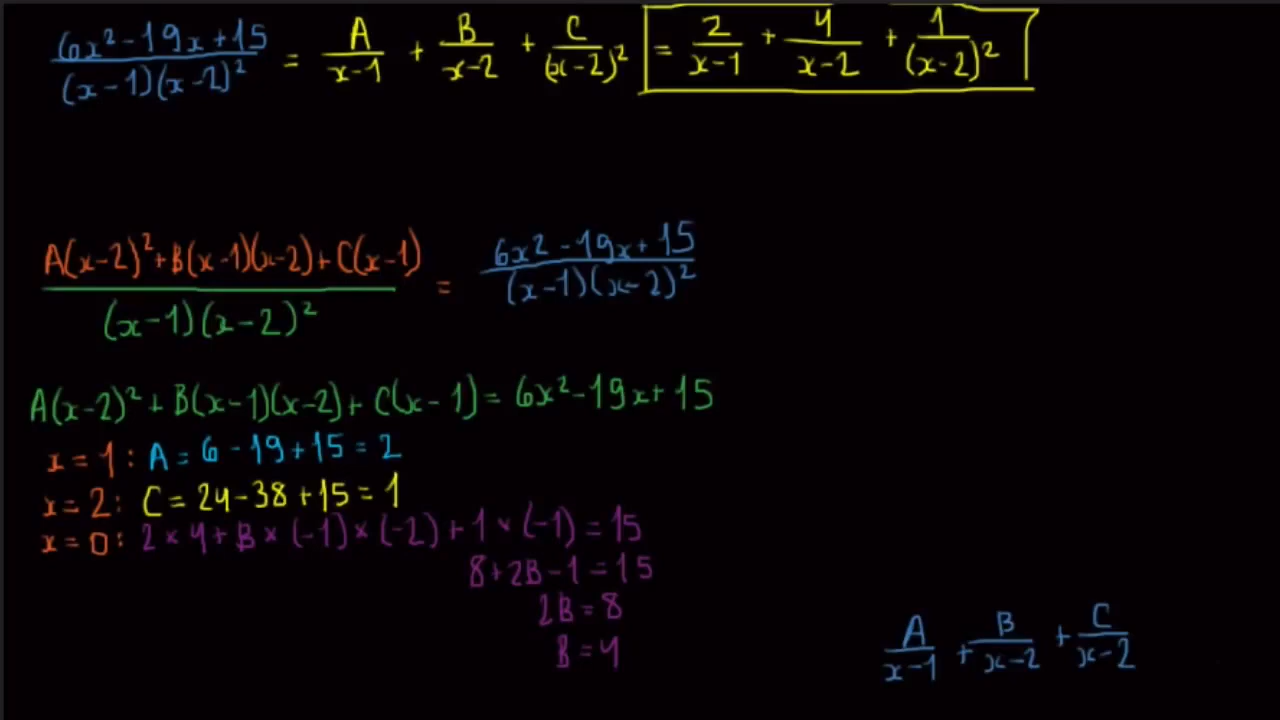 (6x² - 19x + 15)/((x-1)(x-2)²) = A/(x-1) + B/(x-2) + C/(x-2)² = 2/(x-1) + 4/(x-2) + 1/(x-2)²
(A(x-2)² + B(x-1)(x-2) + C(x-1))/((x-1)(x-2)²) = (6x² - 19x + 15)/((x-1)(x-2)²)
A(x-2)² + B(x-1)(x-2) + C(x-1) = 6x² - 19x + 15
x = 1 : A = 6 - 19 + 15 = 2
x = 2 : C = 24 - 38 + 15 = 1
x = 0 : 2 × 4 + B × (-1) × (-2) + 1 × (-1) = 15
8 + 2B - 1 = 15
2B = 8
B = 4
A/(x-1) + B/(x-2) + C/(x-2)